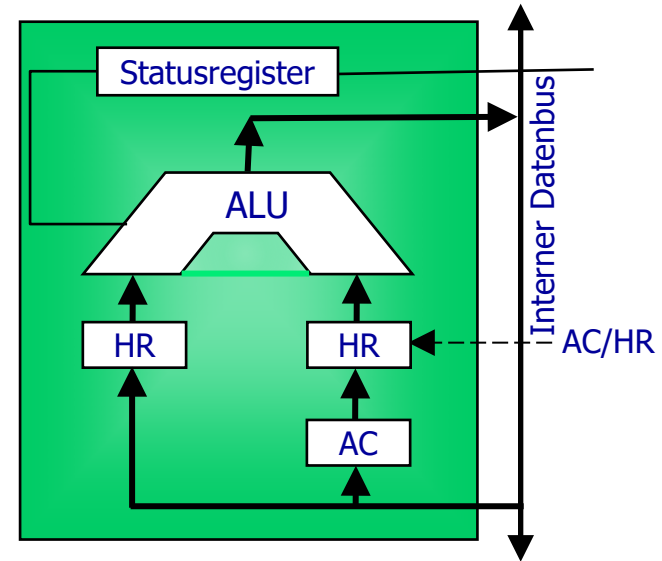 Statusregister
Interner Datenbus
ALU
HR
HR
AC/HR
AC